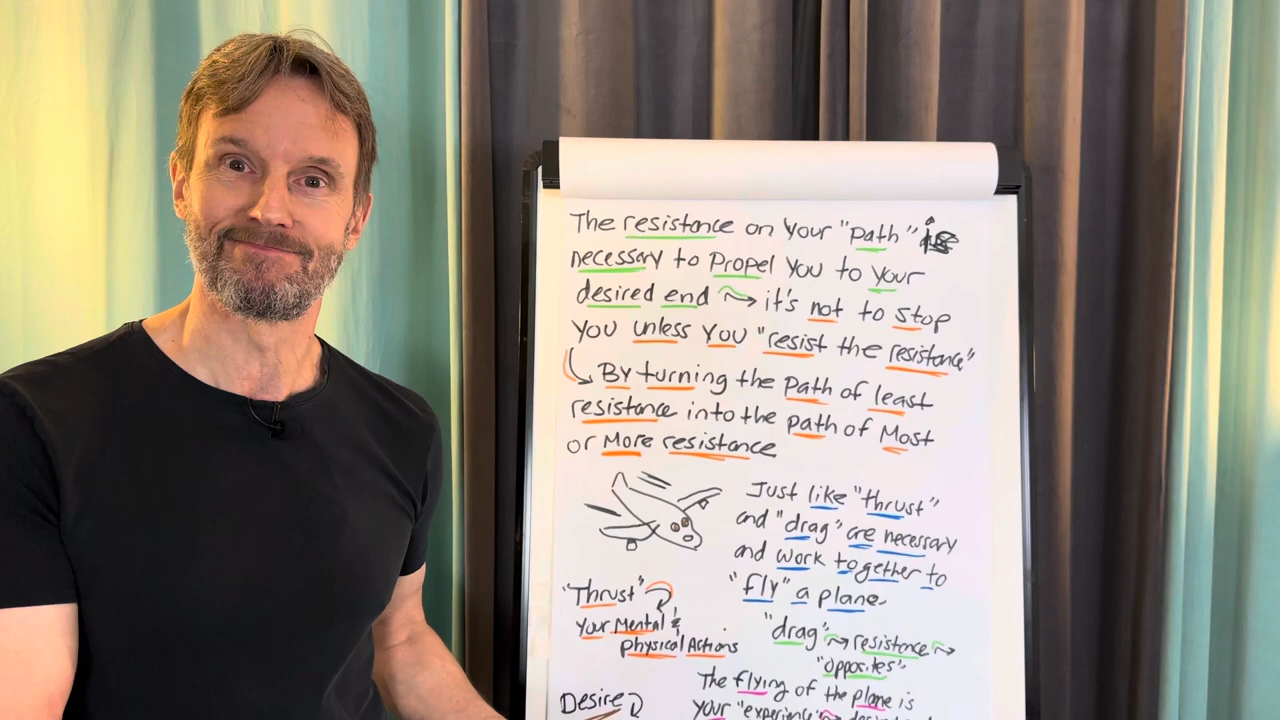 The resistance on your "path" is
necessary to propel you to your
desired end → it's not to stop
you unless you "resist the resistance"
By turning the path of least
resistance into the path of Most
or More resistance
Just like "thrust"
and "drag" are necessary
and work together to
"fly" a plane.
"Thrust"
your Mental &
physical Actions
"drag" → resistance →
"opposites".
The flying of the plane is
your "experience"
Desire